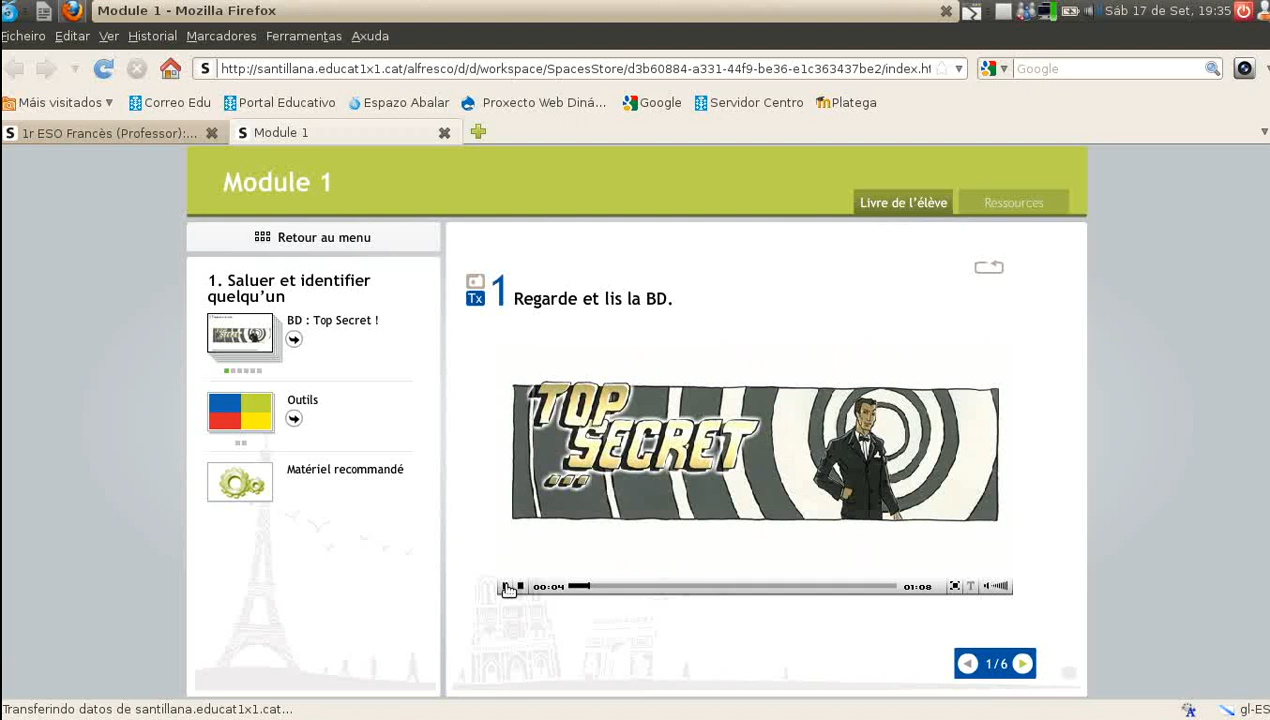 Module 1 - Mozilla Firefox
Sáb 17 de Set, 19:35
Ficheiro Editar Ver Historial Marcadores Ferramentas Axuda
S http://santillana.educat1x1.cat/alfresco/d/d/workspace/SpacesStore/d3b60884-a331-44f9-be36-e1c363437be2/index.ht
Google
Máis visitados Correo Edu Portal Educativo Espazo Abalar Proxecto Web Diná... Google Servidor Centro Platega
S 1r ESO Francès (Professor):... S Module 1
Module 1
Livre de l'élève Ressources
Retour au menu
1. Saluer et identifier
quelqu'un
BD : Top Secret !
Outils
Matériel recommandé
Tx 1 Regarde et lis la BD.
TOP
SECRET
...
00:04 01:08 T
1/6
Transferindo datos de santillana.educat1x1.cat...
gl-ES